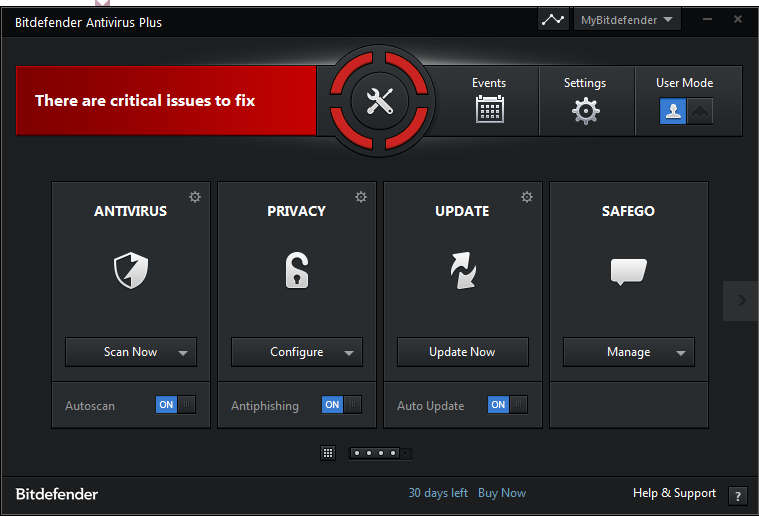 Bitdefender Antivirus Plus
MyBitdefender
There are critical issues to fix
Events
Settings
User Mode
ANTIVIRUS
PRIVACY
UPDATE
SAFEGO
Scan Now
Configure
Update Now
Manage
Autoscan ON
Antiphishing ON
Auto Update ON
Bitdefender
30 days left Buy Now
Help & Support ?